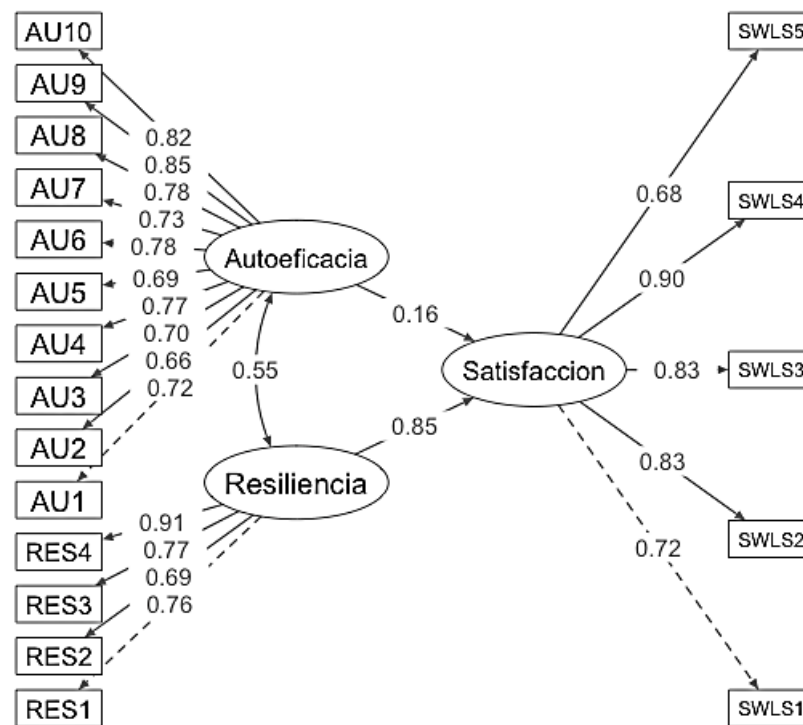 AU10
AU9
AU8
AU7
AU6
AU5
AU4
AU3
AU2
AU1
RES4
RES3
RES2
RES1
0.82
0.85
0.78
0.73
0.78
0.69
0.77
0.70
0.66
0.72
0.91
0.77
0.69
0.76
Autoeficacia
0.55
Resiliencia
0.16
0.85
Satisfaccion
0.68
0.90
0.83
0.83
0.72
SWLS5
SWLS4
SWLS3
SWLS2
SWLS1